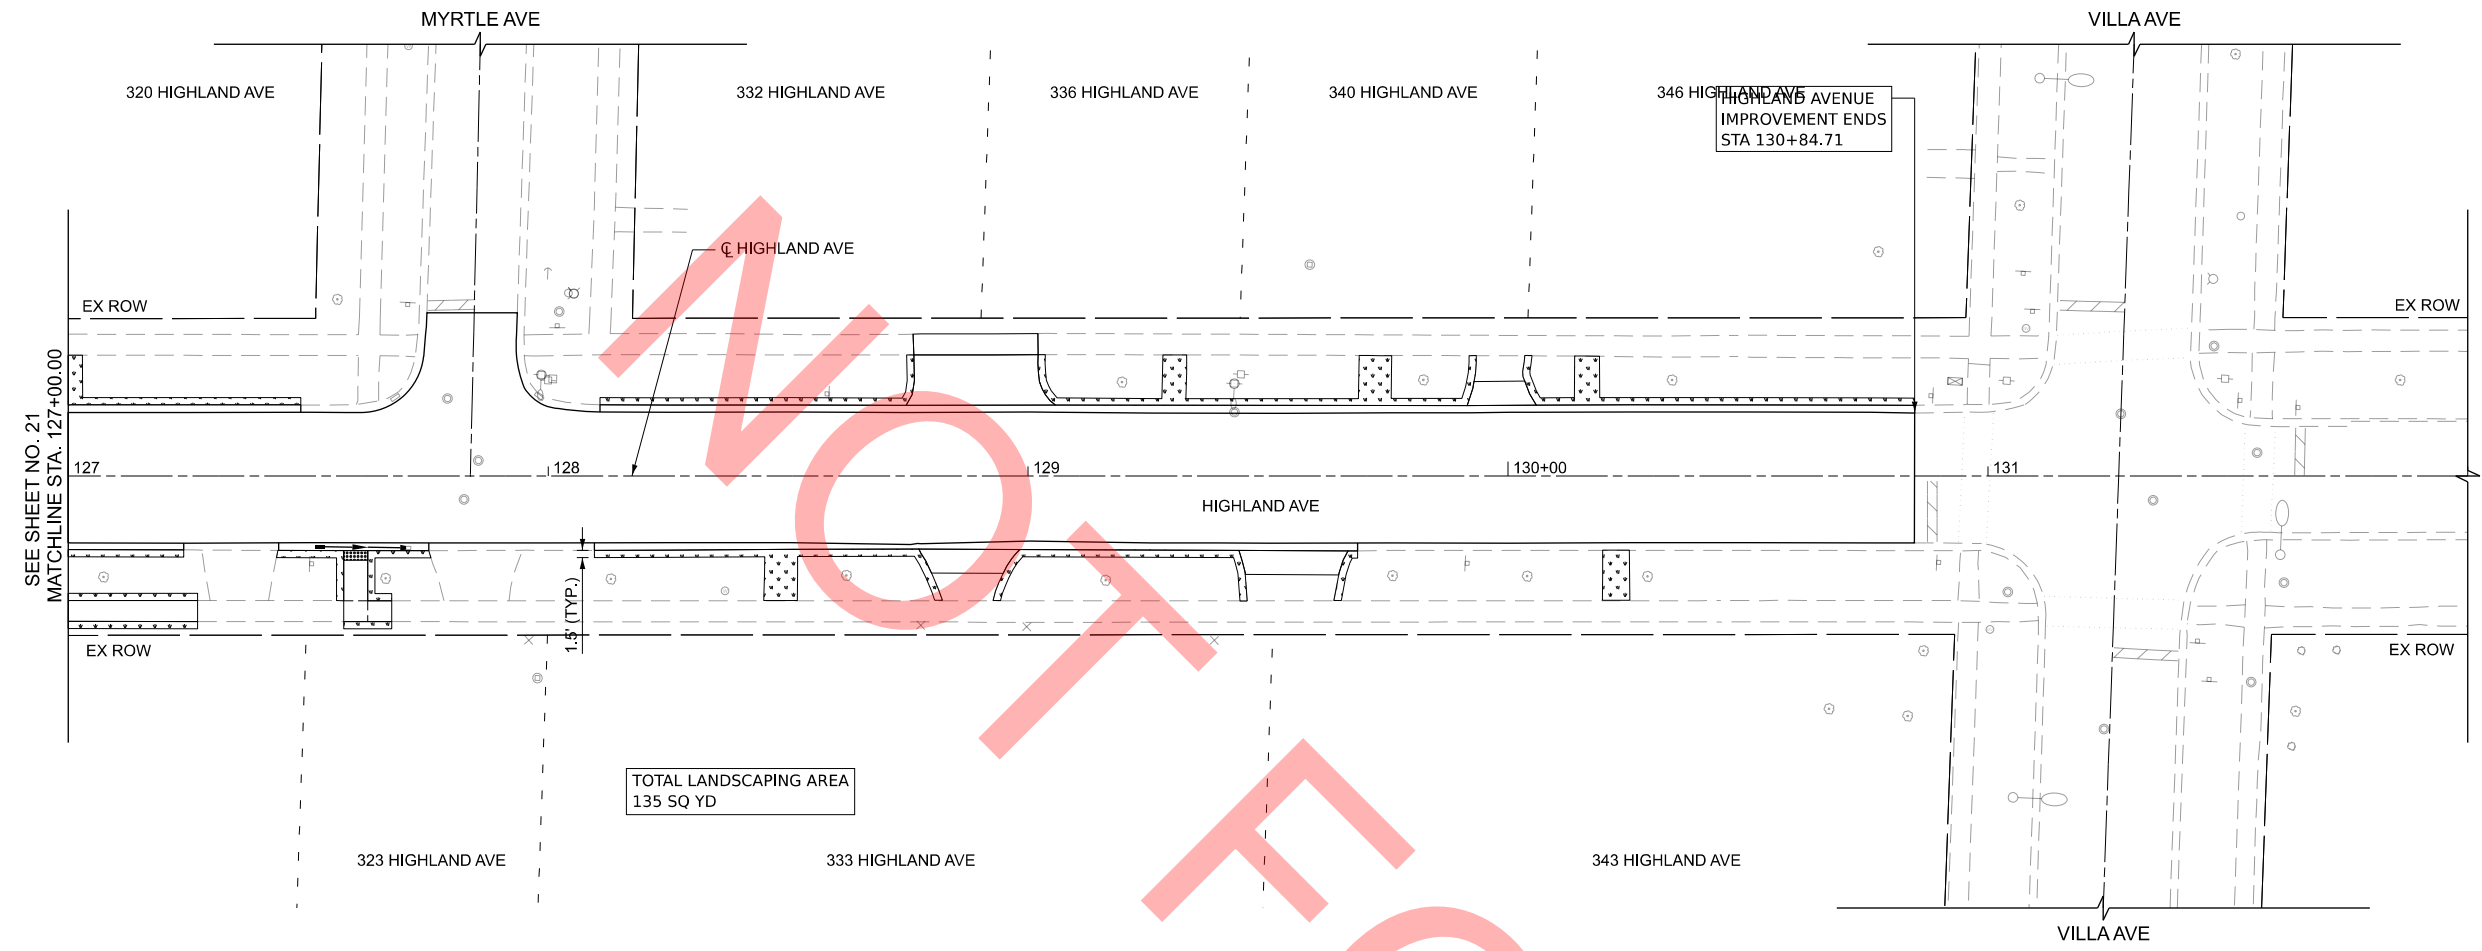 MYRTLE AVE
VILLA AVE
320 HIGHLAND AVE
332 HIGHLAND AVE
336 HIGHLAND AVE
340 HIGHLAND AVE
346 HIGHLAND AVE
HIGHLAND AVENUE
IMPROVEMENT ENDS
STA 130+84.71
℄ HIGHLAND AVE
EX ROW
EX ROW
SEE SHEET NO. 21
MATCHLINE STA. 127+00.00
127
128
129
130+00
131
HIGHLAND AVE
1.5' (TYP.)
EX ROW
EX ROW
TOTAL LANDSCAPING AREA
135 SQ YD
323 HIGHLAND AVE
333 HIGHLAND AVE
343 HIGHLAND AVE
VILLA AVE
NOT